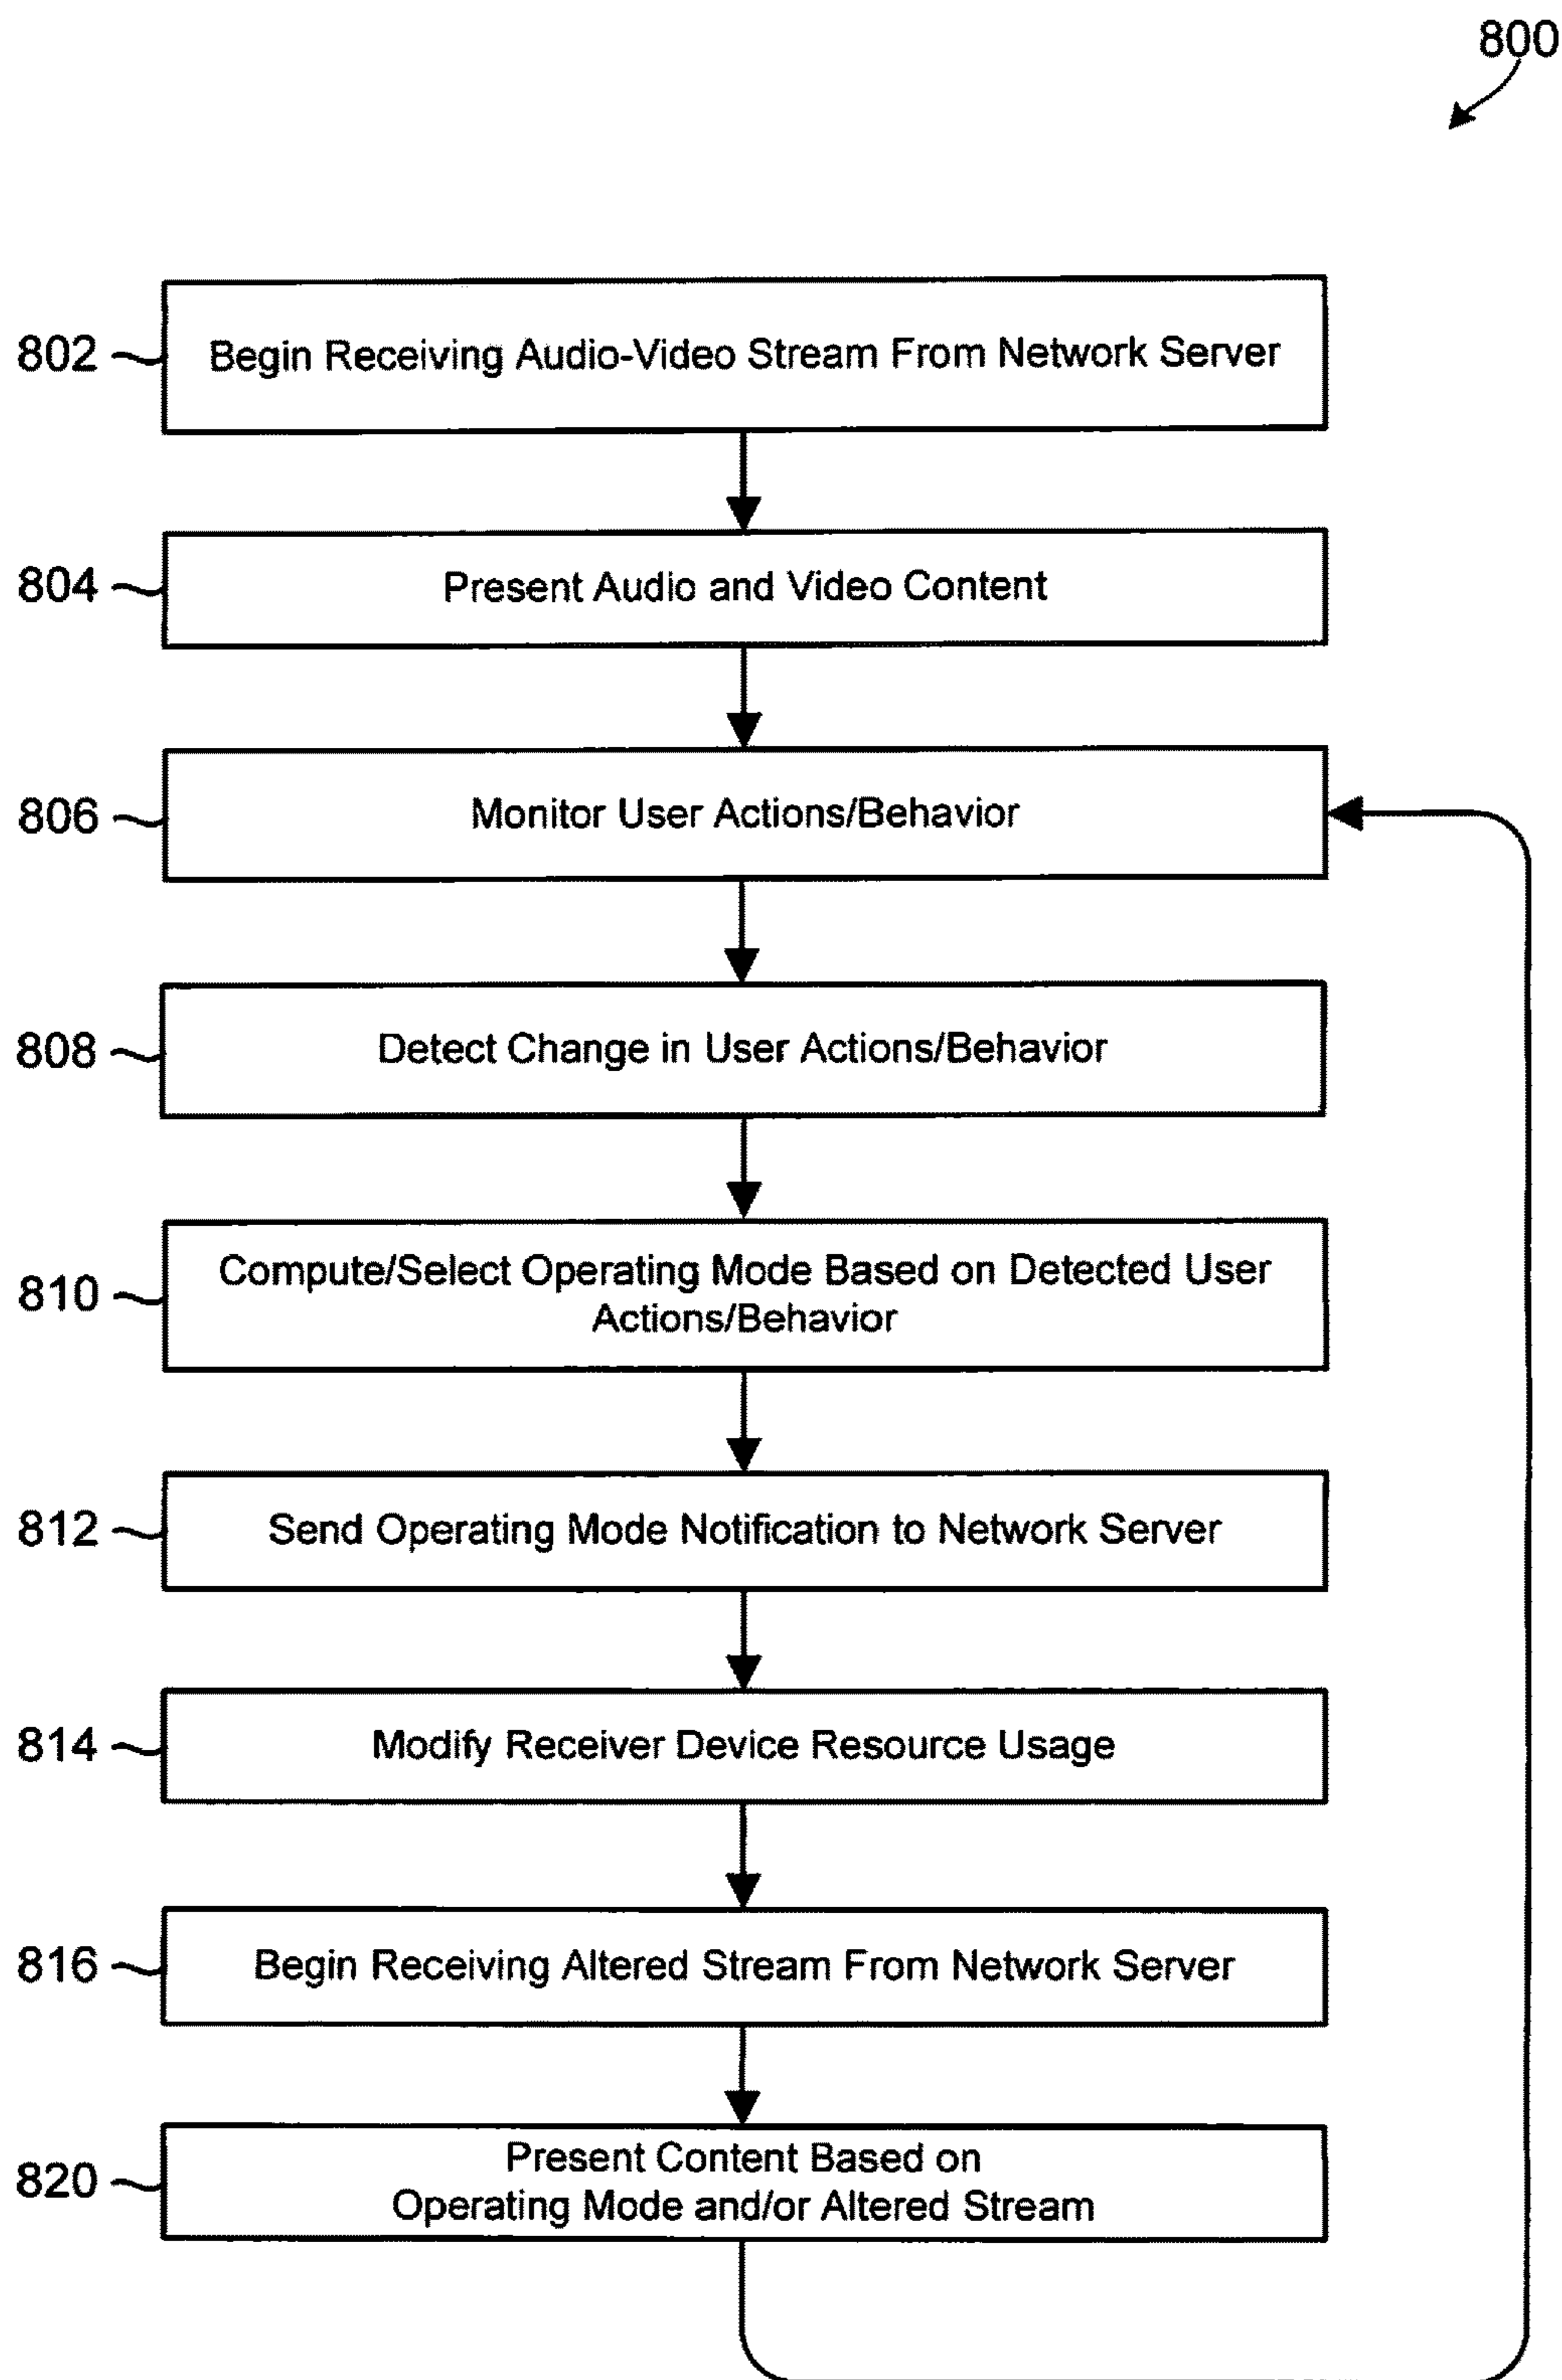 800
802
Begin Receiving Audio-Video Stream From Network Server
804
Present Audio and Video Content
806
Monitor User Actions/Behavior
808
Detect Change in User Actions/Behavior
810
Compute/Select Operating Mode Based on Detected User
Actions/Behavior
812
Send Operating Mode Notification to Network Server
814
Modify Receiver Device Resource Usage
816
Begin Receiving Altered Stream From Network Server
820
Present Content Based on
Operating Mode and/or Altered Stream